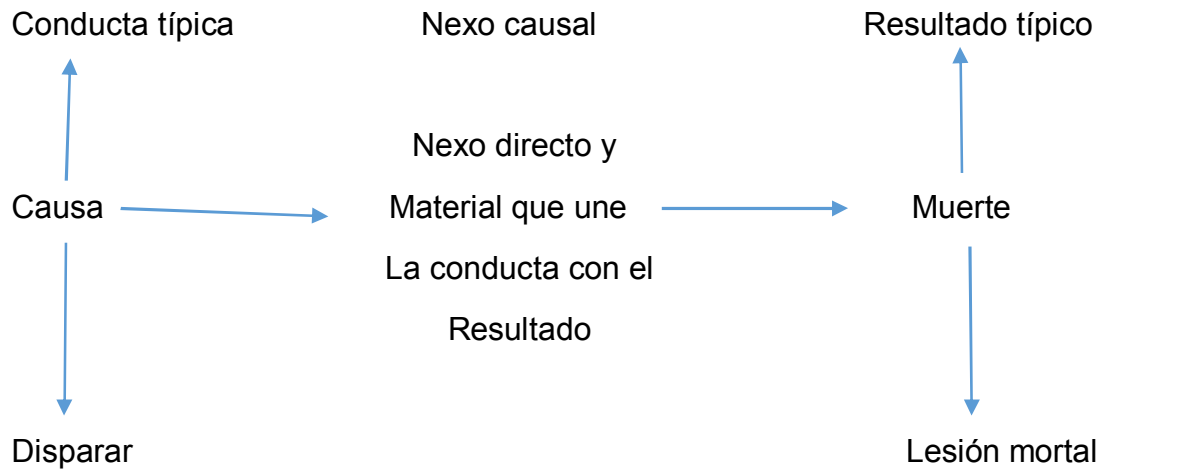 Conducta típica Nexo causal Resultado típico
Nexo directo y
Causa Material que une Muerte
La conducta con el
Resultado
Disparar Lesión mortal